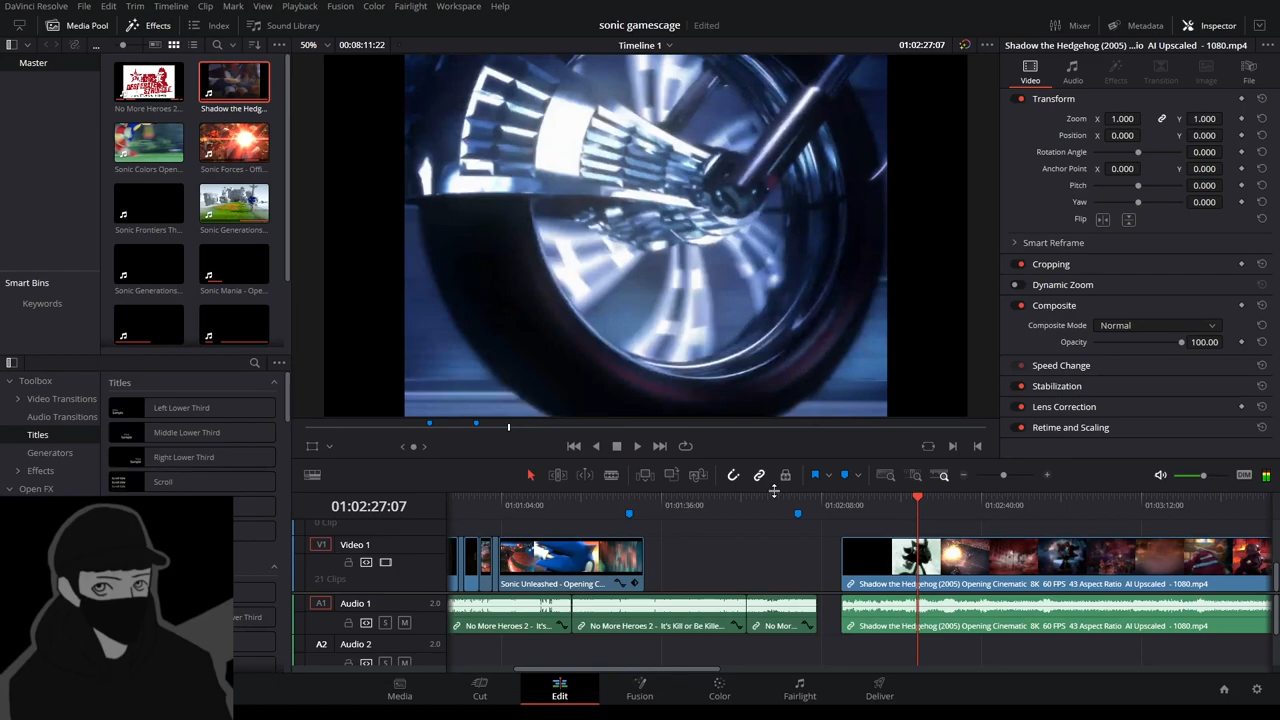 DaVinci Resolve File Edit Trim Timeline Clip Mark View Playback Fusion Color Fairlight Workspace Help
Media Pool Effects Index Sound Library sonic gamescage Edited Mixer Metadata Inspector
... 50% 00:08:11:22 Timeline 1 01:02:27:07 Shadow the Hedgehog (2005) ...io AI Upscaled - 1080.mp4
Master
Video Audio Effects Transition Image File
No More Heroes 2... Shadow the Hedg...
Transform
Zoom X 1.000 Y 1.000
Position X 0.000 Y 0.000
Rotation Angle 0.000
Anchor Point X 0.000 Y 0.000
Pitch 0.000
Yaw 0.000
Flip
Sonic Colors Open... Sonic Forces - Offi...
Sonic Frontiers Th... Sonic Generations...
Smart Reframe
Cropping
Dynamic Zoom
Composite
Composite Mode Normal
Opacity 100.00
Speed Change
Stabilization
Lens Correction
Retime and Scaling
Smart Bins
Keywords
Sonic Generations... Sonic Mania - Ope...
Toolbox
Video Transitions
Audio Transitions
Titles
Generators
Effects
Open FX
Titles
Left Lower Third
Middle Lower Third
Right Lower Third
Scroll
DIM
01:02:27:07 01:01:04:00 01:01:36:00 01:02:08:00 01:02:40:00 01:03:12:00
0 Clip
V1 Video 1
21 Clips
Sonic Unleashed - Opening C...
Shadow the Hedgehog (2005) Opening Cinematic 8K 60 FPS 43 Aspect Ratio AI Upscaled - 1080.mp4
A1 Audio 1 2.0
S M
No More Heroes 2 - It's... No More Heroes 2 - It's Kill or Be Kille... No Mor... Shadow the Hedgehog (2005) Opening Cinematic 8K 60 FPS 43 Aspect Ratio AI Upscaled - 1080.mp4
A2 Audio 2 2.0
S M
Media Cut Edit Fusion Color Fairlight Deliver